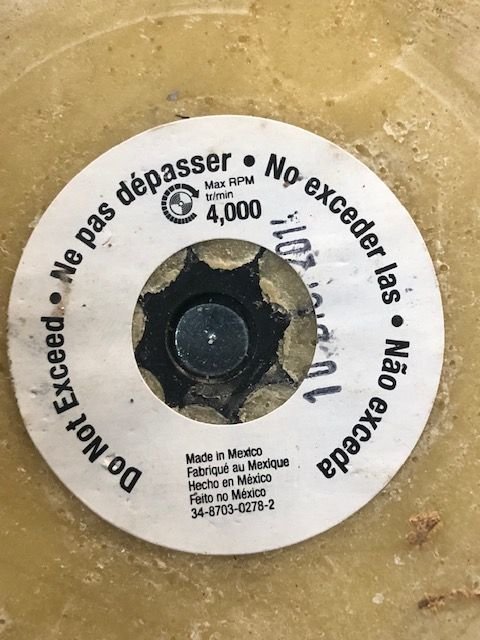 Do Not Exceed • Ne pas dépasser • No exceder las • Não exceda
Max RPM
tr/min
4,000
Made in Mexico
Fabriqué au Mexique
Hecho en México
Feito no México
34-8703-0278-2